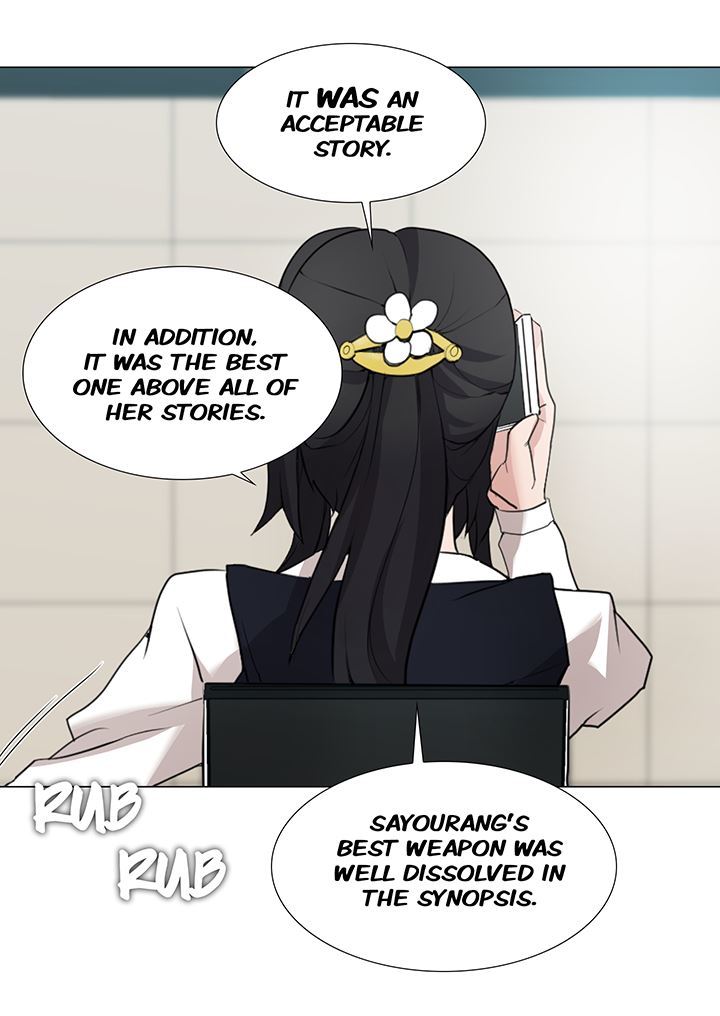 IT WAS AN
ACCEPTABLE
STORY.
IN ADDITION,
IT WAS THE BEST
ONE ABOVE ALL OF
HER STORIES.
RUB
RUB
SAYOURANG'S
BEST WEAPON WAS
WELL DISSOLVED IN
THE SYNOPSIS.